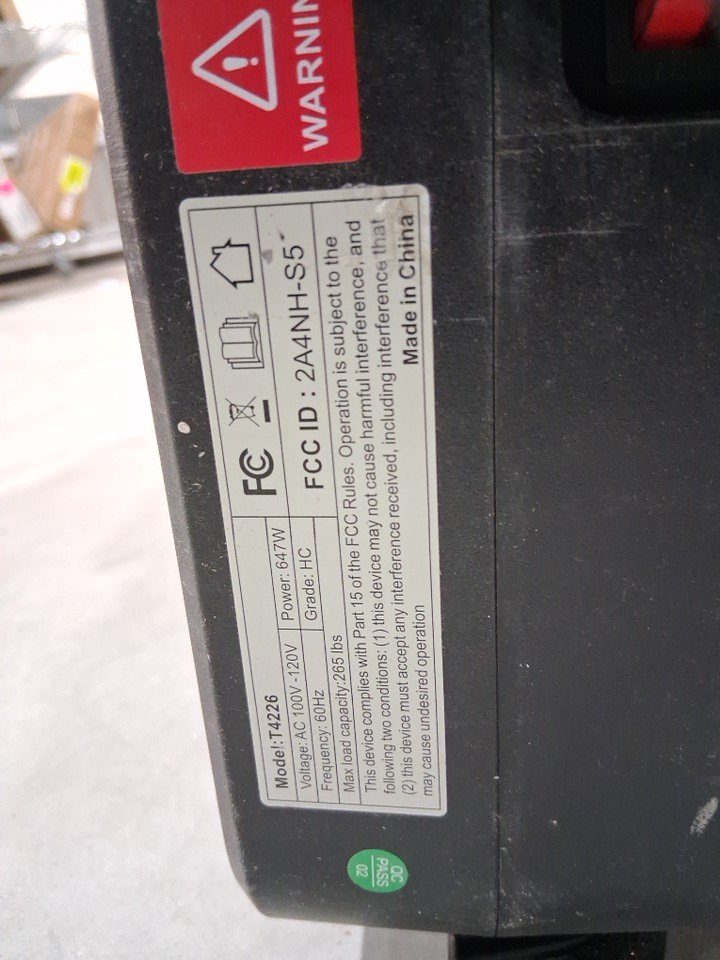 WARNIN
Model:T4226
Voltage: AC 100V -120V
Power: 647W
Frequency: 60Hz
Grade: HC
FC
FCC ID : 2A4NH-S5
Max load capacity:265 lbs
This device complies with Part 15 of the FCC Rules. Operation is subject to the
following two conditions: (1) this device may not cause harmful interference, and
(2) this device must accept any interference received, including interference that
may cause undesired operation
Made in China
QC
PASS
02